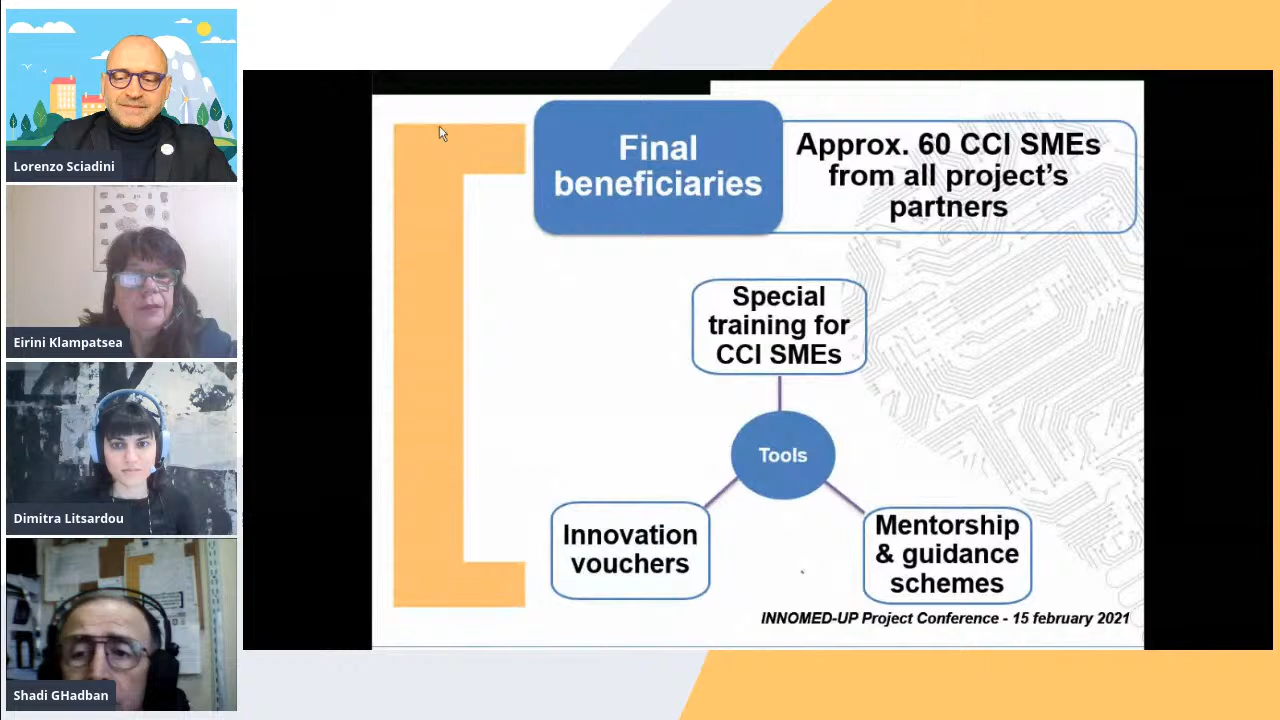 Lorenzo Sciadini
Eirini Klampatsea
Dimitra Litsardou
Shadi GHadban
Final
beneficiaries
Approx. 60 CCI SMEs
from all project’s
partners
Special
training for
CCI SMEs
Tools
Innovation
vouchers
Mentorship
& guidance
schemes
INNOMED-UP Project Conference - 15 february 2021